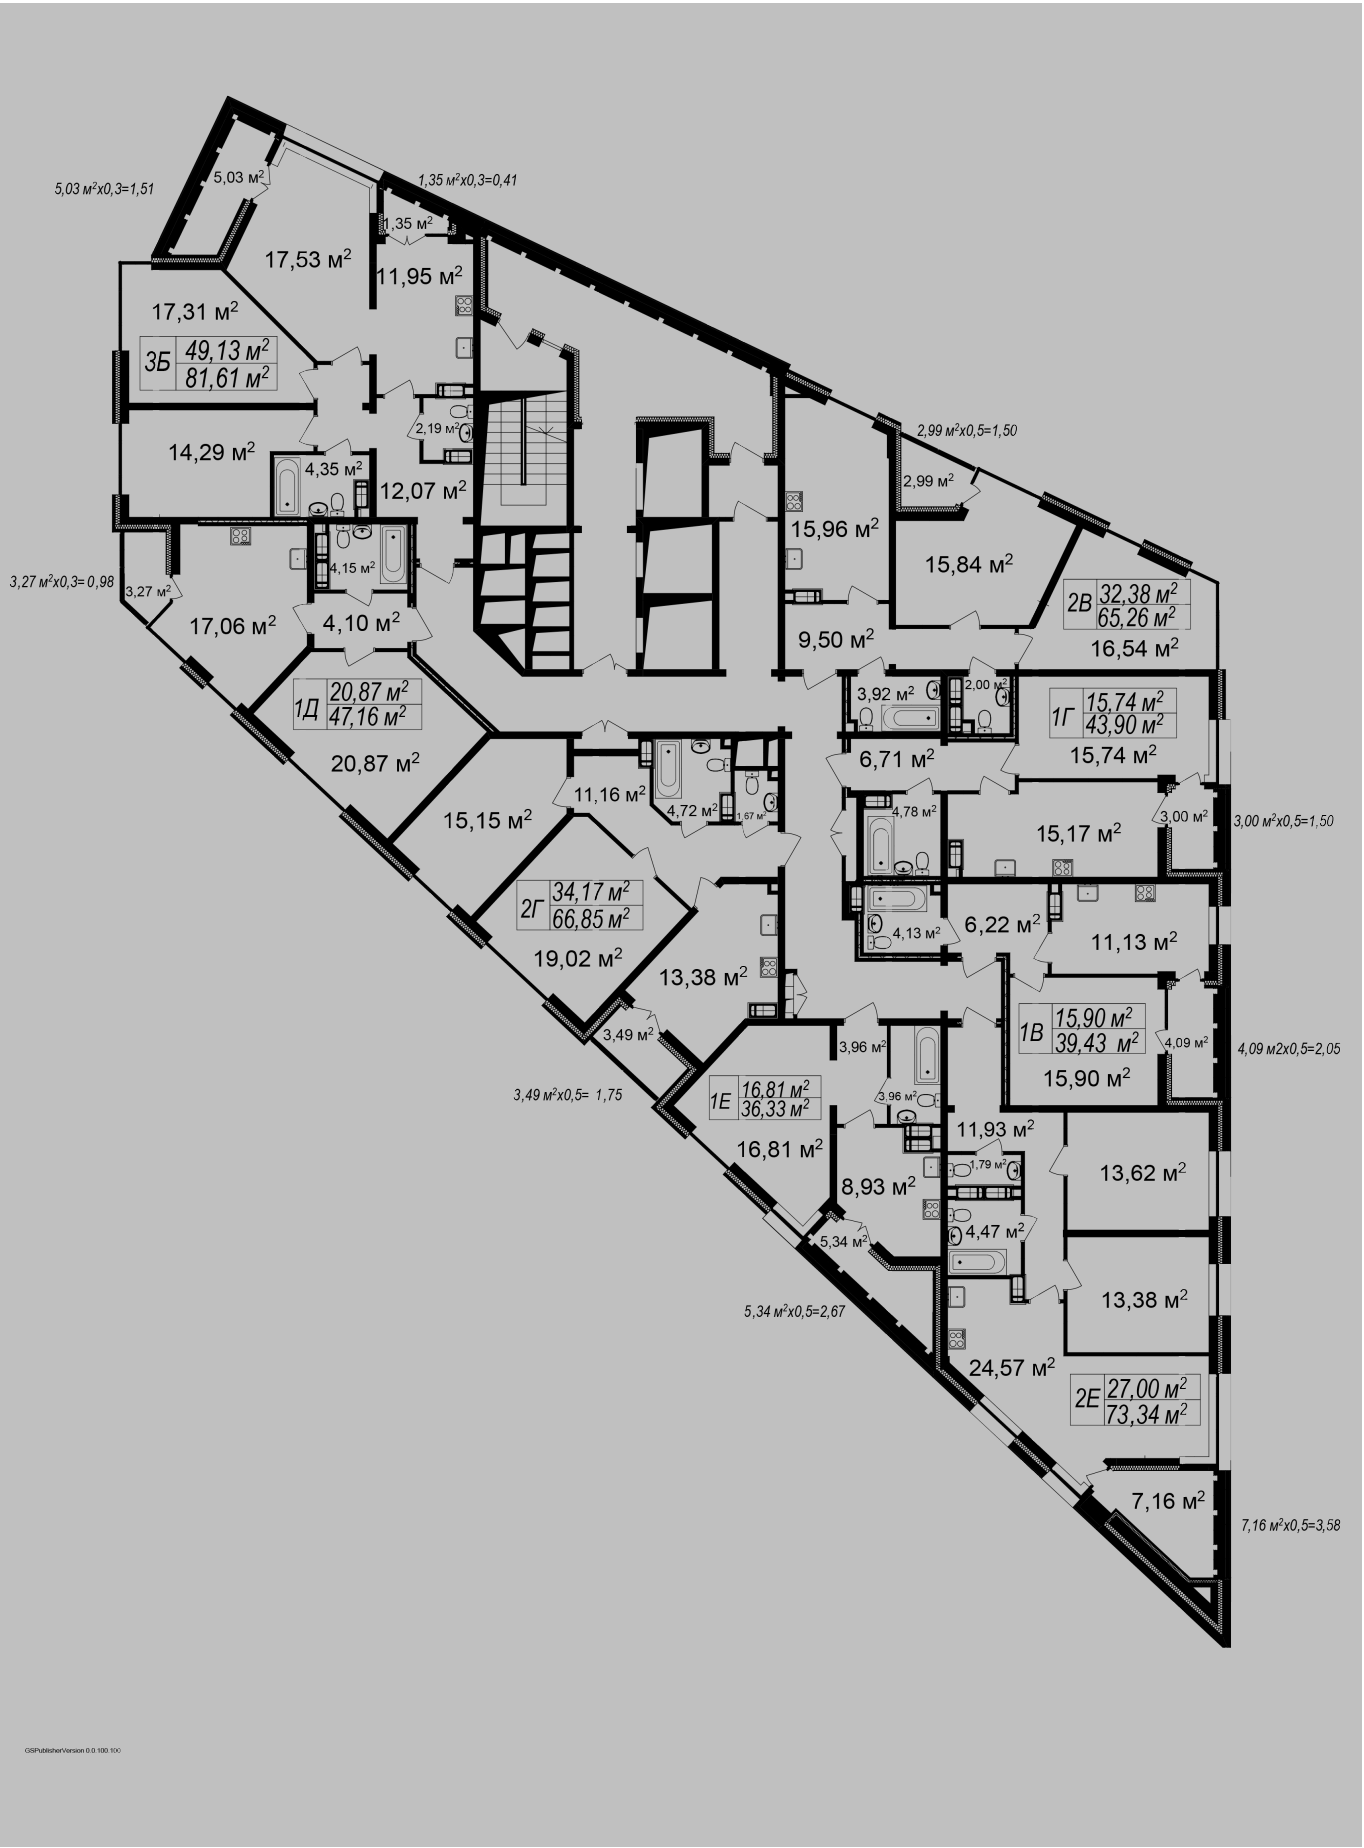 5,03 м²
5,03 м²х0,3=1,51
1,35 м²х0,3=0,41
1,35 м²
17,53 м²
11,95 м²
17,31 м²
3Б
49,13 м²
81,61 м²
2,19 м²
14,29 м²
4,35 м²
12,07 м²
2,99 м²х0,5=1,50
2,99 м²
15,96 м²
15,84 м²
3,27 м²х0,3= 0,98
3,27 м²
4,15 м²
17,06 м²
4,10 м²
2В
32,38 м²
65,26 м²
16,54 м²
9,50 м²
1Д
20,87 м²
47,16 м²
20,87 м²
3,92 м²
2,00 м²
1Г
15,74 м²
43,90 м²
15,74 м²
6,71 м²
11,16 м²
4,72 м²
1,67 м²
4,78 м²
15,15 м²
15,17 м²
3,00 м²
3,00 м²х0,5=1,50
2Г
34,17 м²
66,85 м²
19,02 м²
4,13 м²
6,22 м²
11,13 м²
13,38 м²
3,49 м²
3,49 м²х0,5= 1,75
3,96 м²
1В
15,90 м²
39,43 м²
15,90 м²
4,09 м²
4,09 м2х0,5=2,05
1Е
16,81 м²
36,33 м²
16,81 м²
3,96 м²
11,93 м²
1,79 м²
13,62 м²
8,93 м²
4,47 м²
5,34 м²
5,34 м²х0,5=2,67
13,38 м²
24,57 м²
2Е
27,00 м²
73,34 м²
7,16 м²
7,16 м²х0,5=3,58
GSPublisherVersion 0.0.100.100